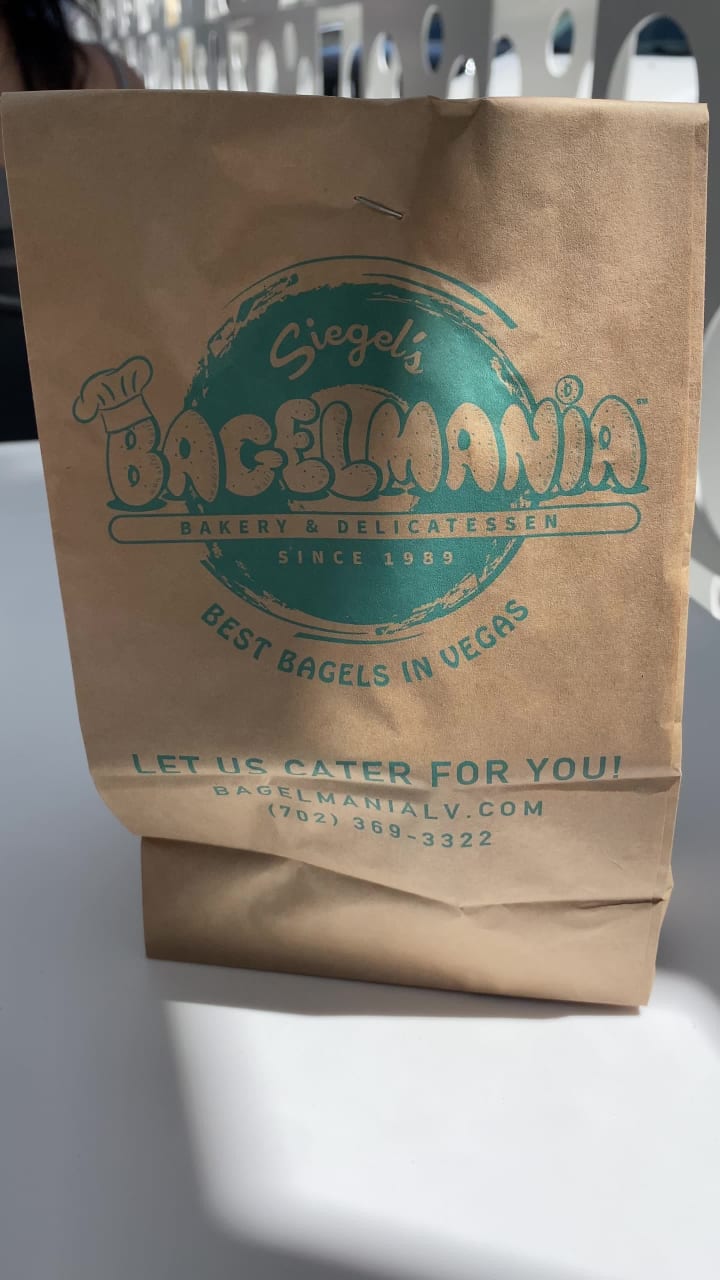 Siegel's
BAGELMANIA℠
BAKERY & DELICATESSEN
SINCE 1989
BEST BAGELS IN VEGAS
LET US CATER FOR YOU!
BAGELMANIALV.COM
(702) 369-3322